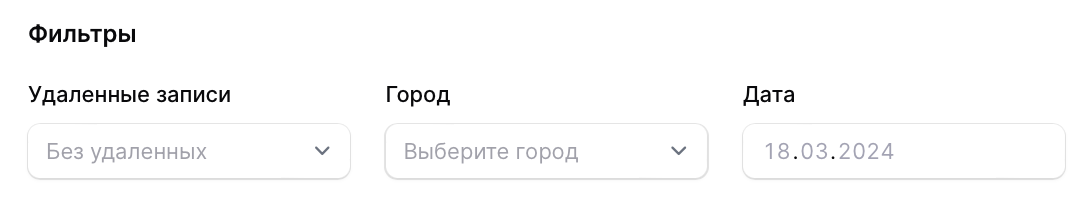 Фильтры
Удаленные записи Город Дата
Без удаленных Выберите город 18.03.2024